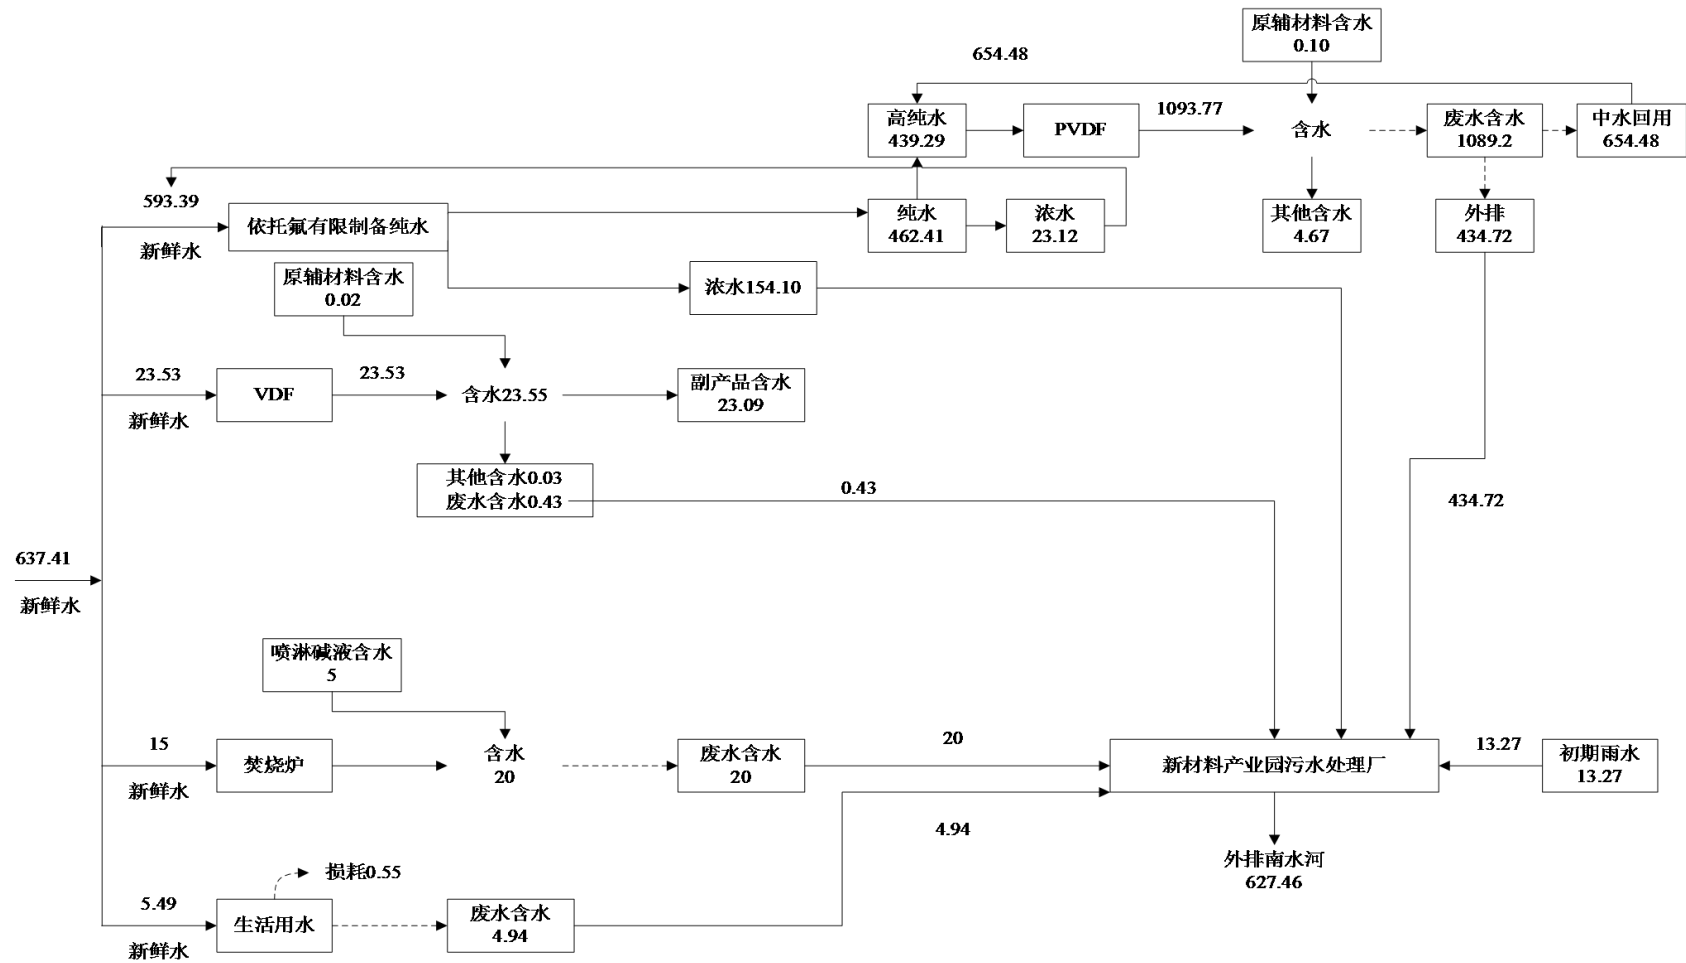 原辅材料含水
0.10
654.48
高纯水
439.29
PVDF
1093.77
含水
废水含水
1089.2
中水回用
654.48
593.39
新鲜水
依托氟有限制备纯水
纯水
462.41
浓水
23.12
其他含水
4.67
外排
434.72
原辅材料含水
0.02
浓水154.10
23.53
新鲜水
VDF
23.53
含水23.55
副产品含水
23.09
其他含水0.03
废水含水0.43
0.43
434.72
637.41
新鲜水
喷淋碱液含水
5
15
新鲜水
焚烧炉
含水
20
废水含水
20
20
新材料产业园污水处理厂
13.27
初期雨水
13.27
4.94
外排南水河
627.46
损耗0.55
5.49
新鲜水
生活用水
废水含水
4.94